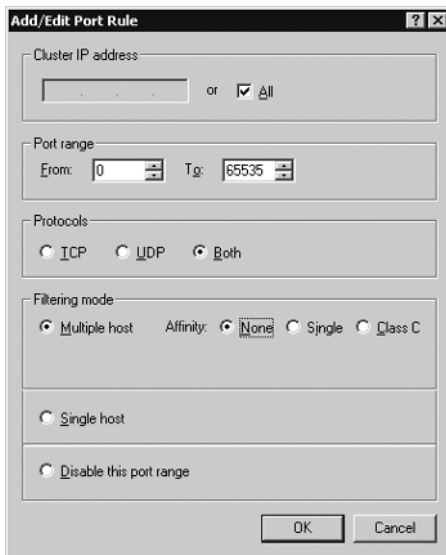 Add/Edit Port Rule
Cluster IP address
or All
Port range
From: 0 To: 65535
Protocols
TCP UDP Both
Filtering mode
Multiple host Affinity: None Single Class C
Single host
Disable this port range
OK Cancel